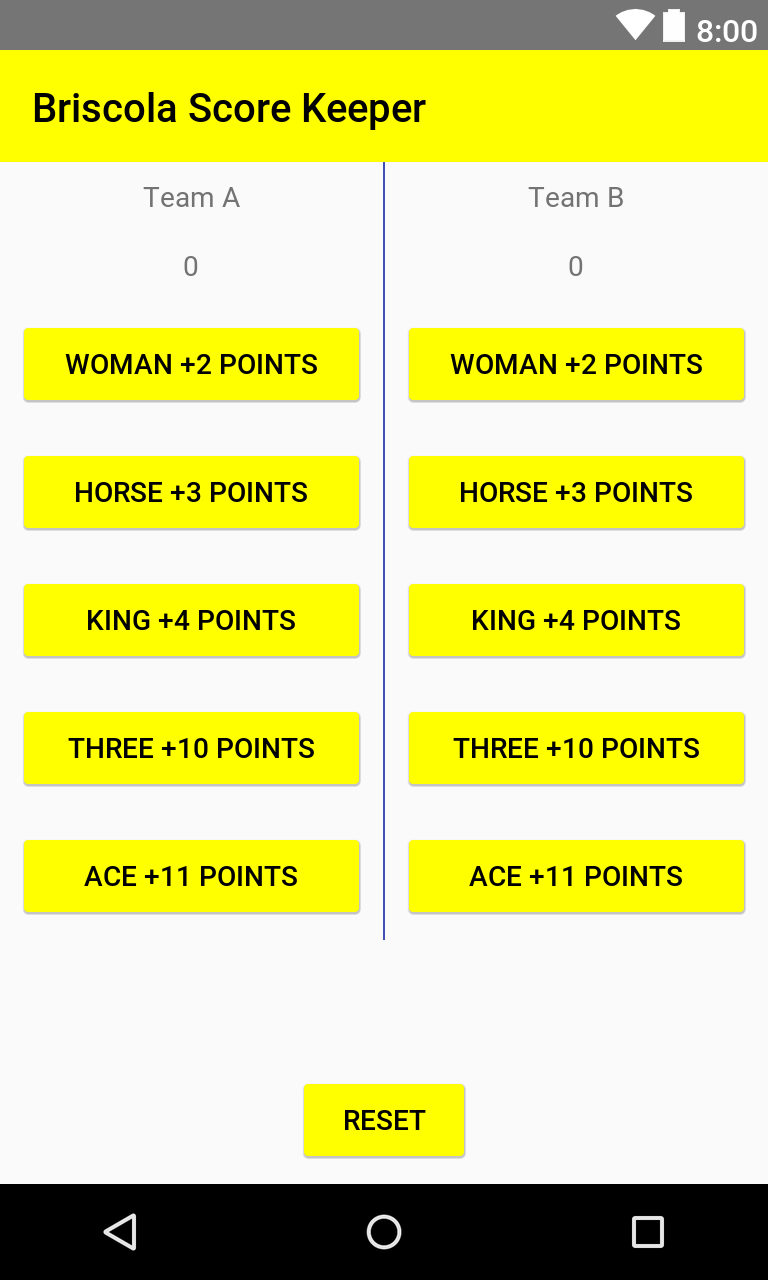 8:00
Briscola Score Keeper
Team A
0
WOMAN +2 POINTS
HORSE +3 POINTS
KING +4 POINTS
THREE +10 POINTS
ACE +11 POINTS
Team B
0
WOMAN +2 POINTS
HORSE +3 POINTS
KING +4 POINTS
THREE +10 POINTS
ACE +11 POINTS
RESET